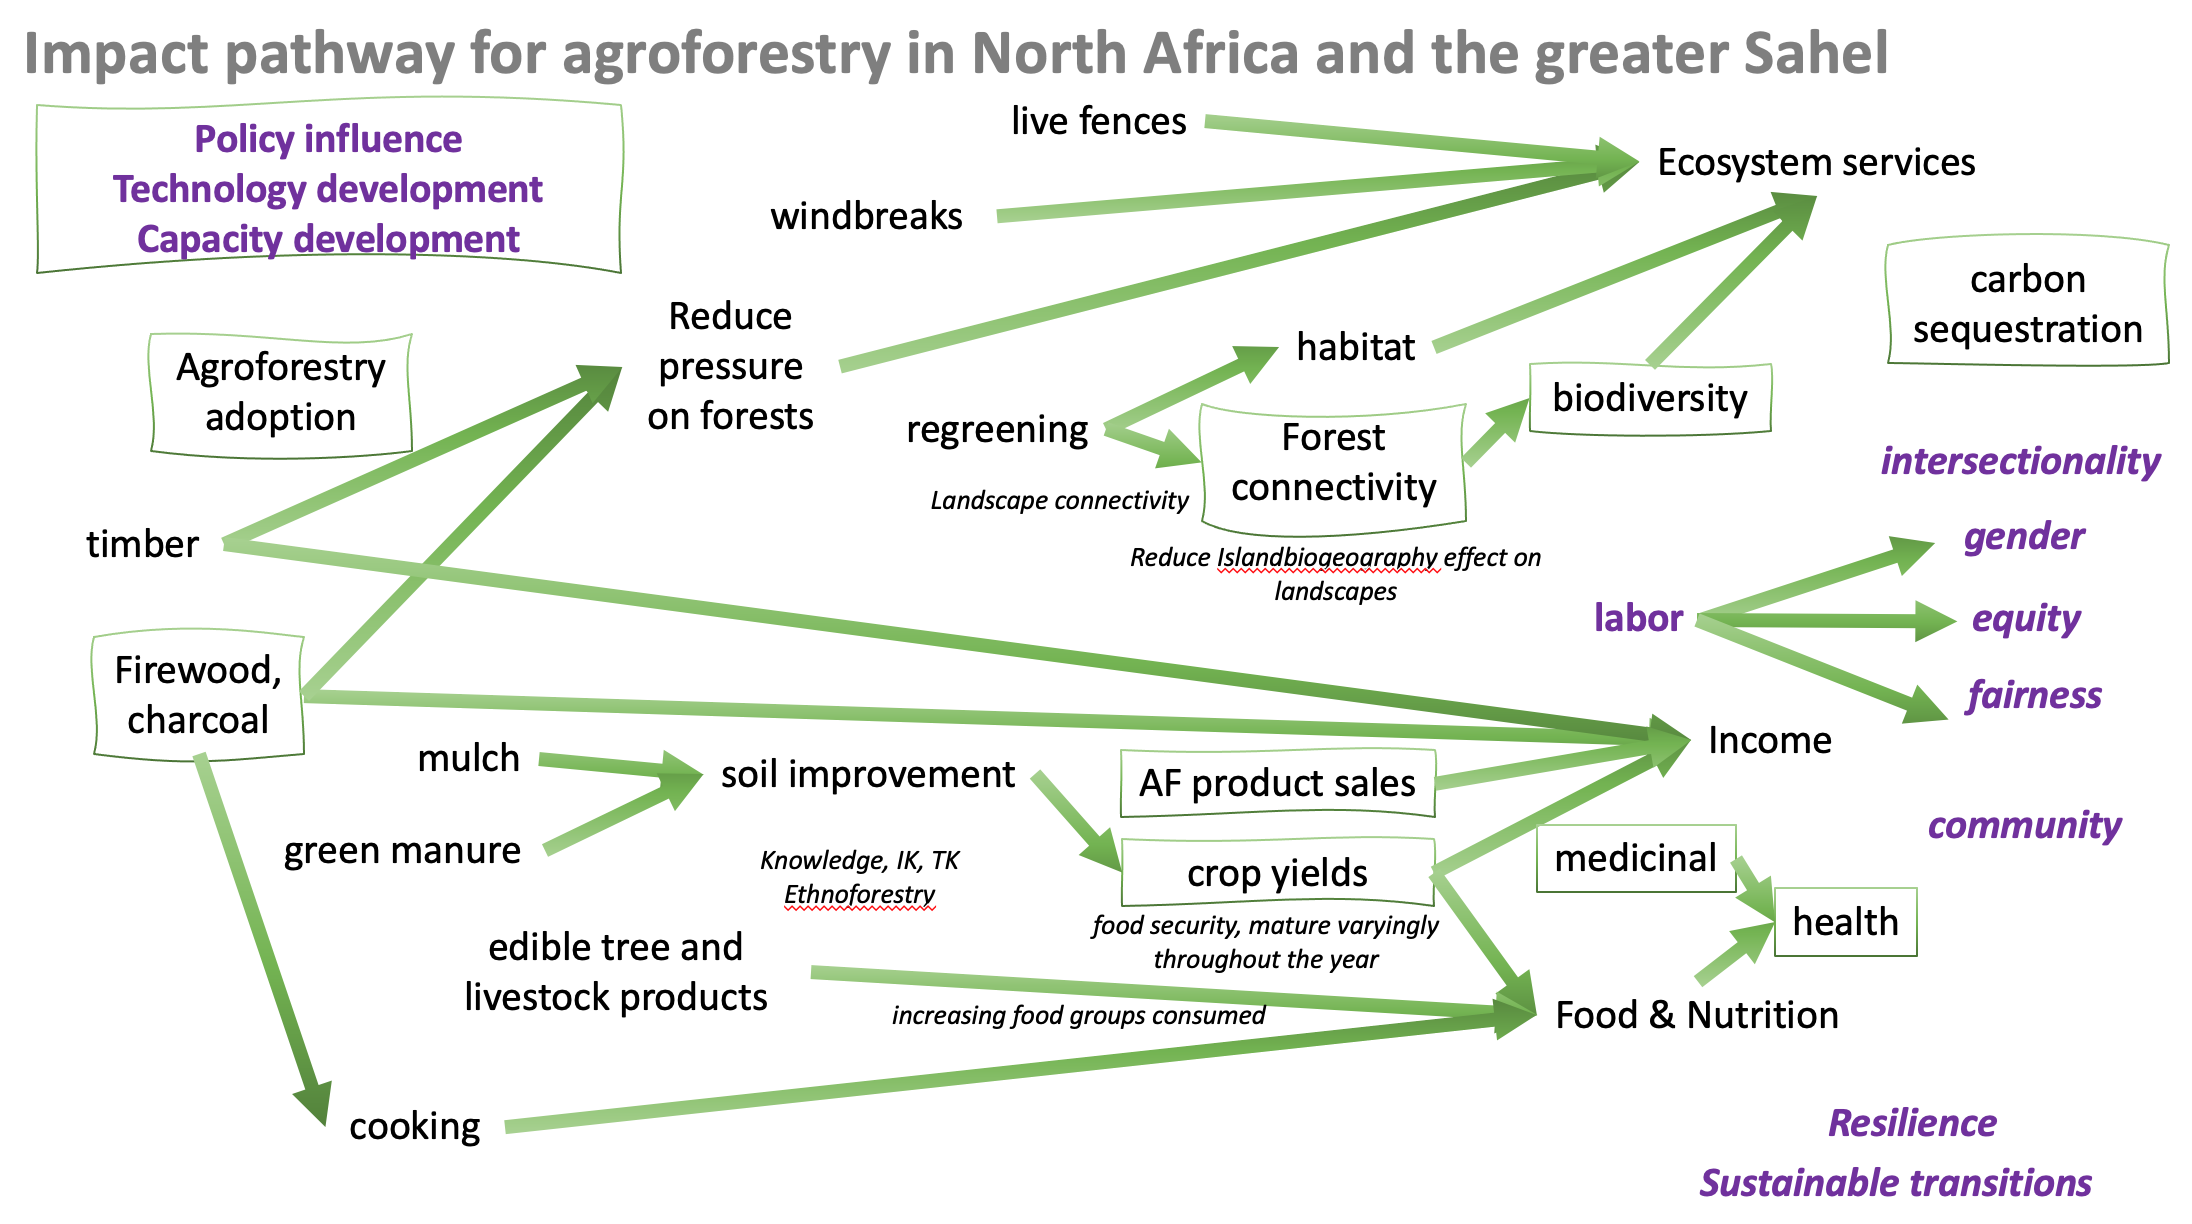 Impact pathway for agroforestry in North Africa and the greater Sahel
Policy influence
Technology development
Capacity development
live fences
Ecosystem services
windbreaks
carbon
sequestration
Reduce
pressure
on forests
Agroforestry
adoption
habitat
biodiversity
regreening
Forest
connectivity
Landscape connectivity
intersectionality
timber
Reduce Islandbiogeography effect on
landscapes
gender
labor
equity
fairness
Firewood,
charcoal
Income
mulch
soil improvement
AF product sales
community
green manure
Knowledge, IK, TK
Ethnoforestry
crop yields
medicinal
food security, mature varyingly
throughout the year
health
edible tree and
livestock products
increasing food groups consumed
Food & Nutrition
cooking
Resilience
Sustainable transitions